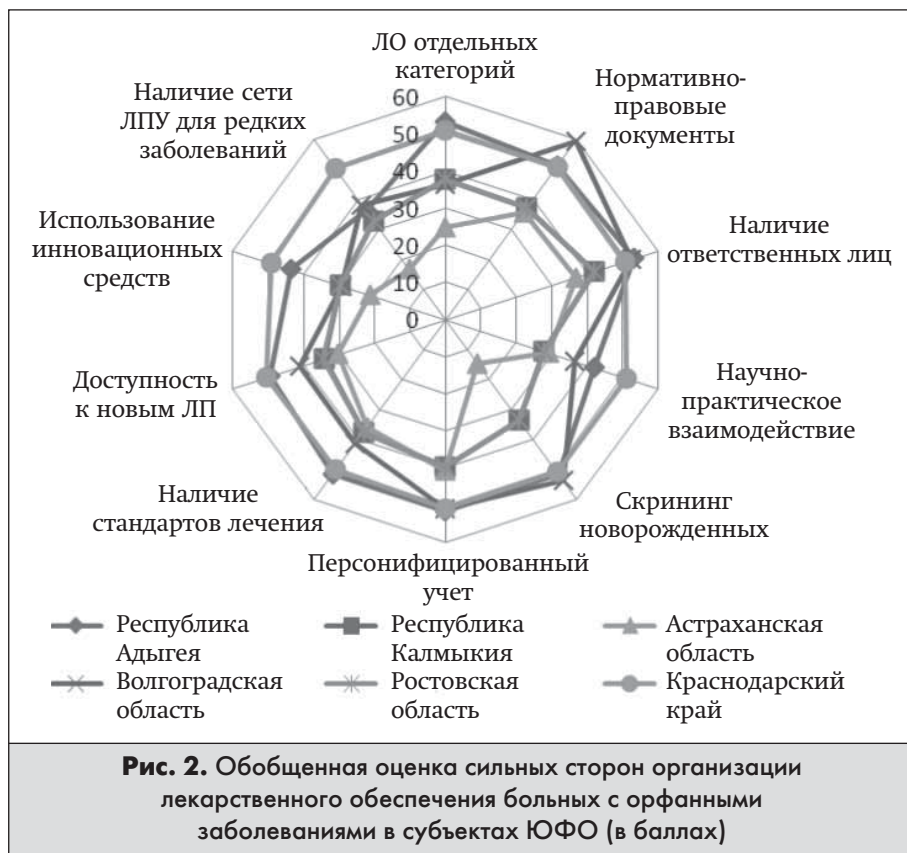 ЛО отдельных
категорий
Нормативно-
правовые
документы
Наличие
ответственных лиц
Научно-
практическое
взаимодействие
Скрининг
новорожденных
Персонифицированный
учет
Наличие
стандартов лечения
Доступность
к новым ЛП
Использование
инновационных
средств
Наличие сети
ЛПУ для редких
заболеваний
60
50
40
30
20
10
0
Республика
Адыгея
Республика
Калмыкия
Астраханская
область
Волгоградская
область
Ростовская
область
Краснодарский
край
Рис. 2. Обобщенная оценка сильных сторон организации
лекарственного обеспечения больных с орфанными
заболеваниями в субъектах ЮФО (в баллах)